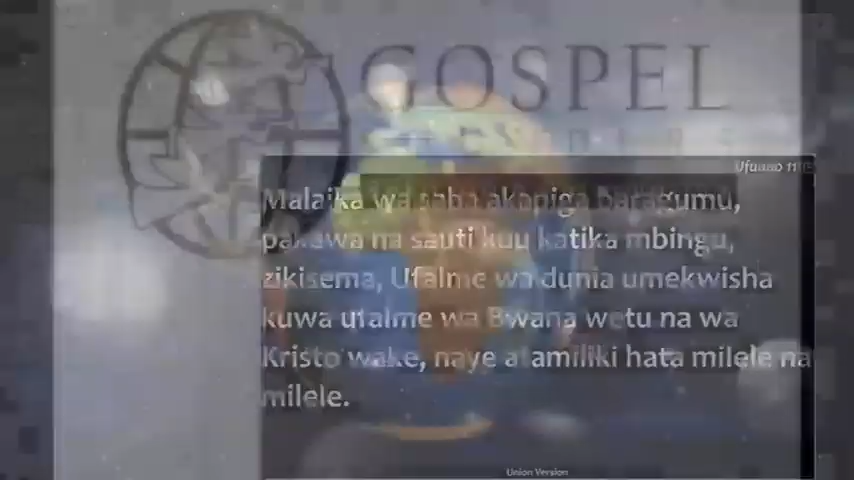 GOSPEL
Ufunuo 11
Malaika wa saba akapiga baragumu,
pakawa na sauti kuu katika mbingu,
zikisema, Ufalme wa dunia umekwisha
kuwa ufalme wa Bwana wetu na wa
Kristo wake, naye atamiliki hata milele na
milele.
Union Version